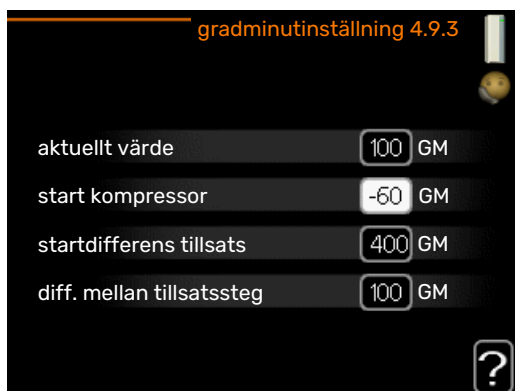 gradminutinställning 4.9.3
aktuellt värde 100 GM
start kompressor -60 GM
startdifferens tillsats 400 GM
diff. mellan tillsatssteg 100 GM
?